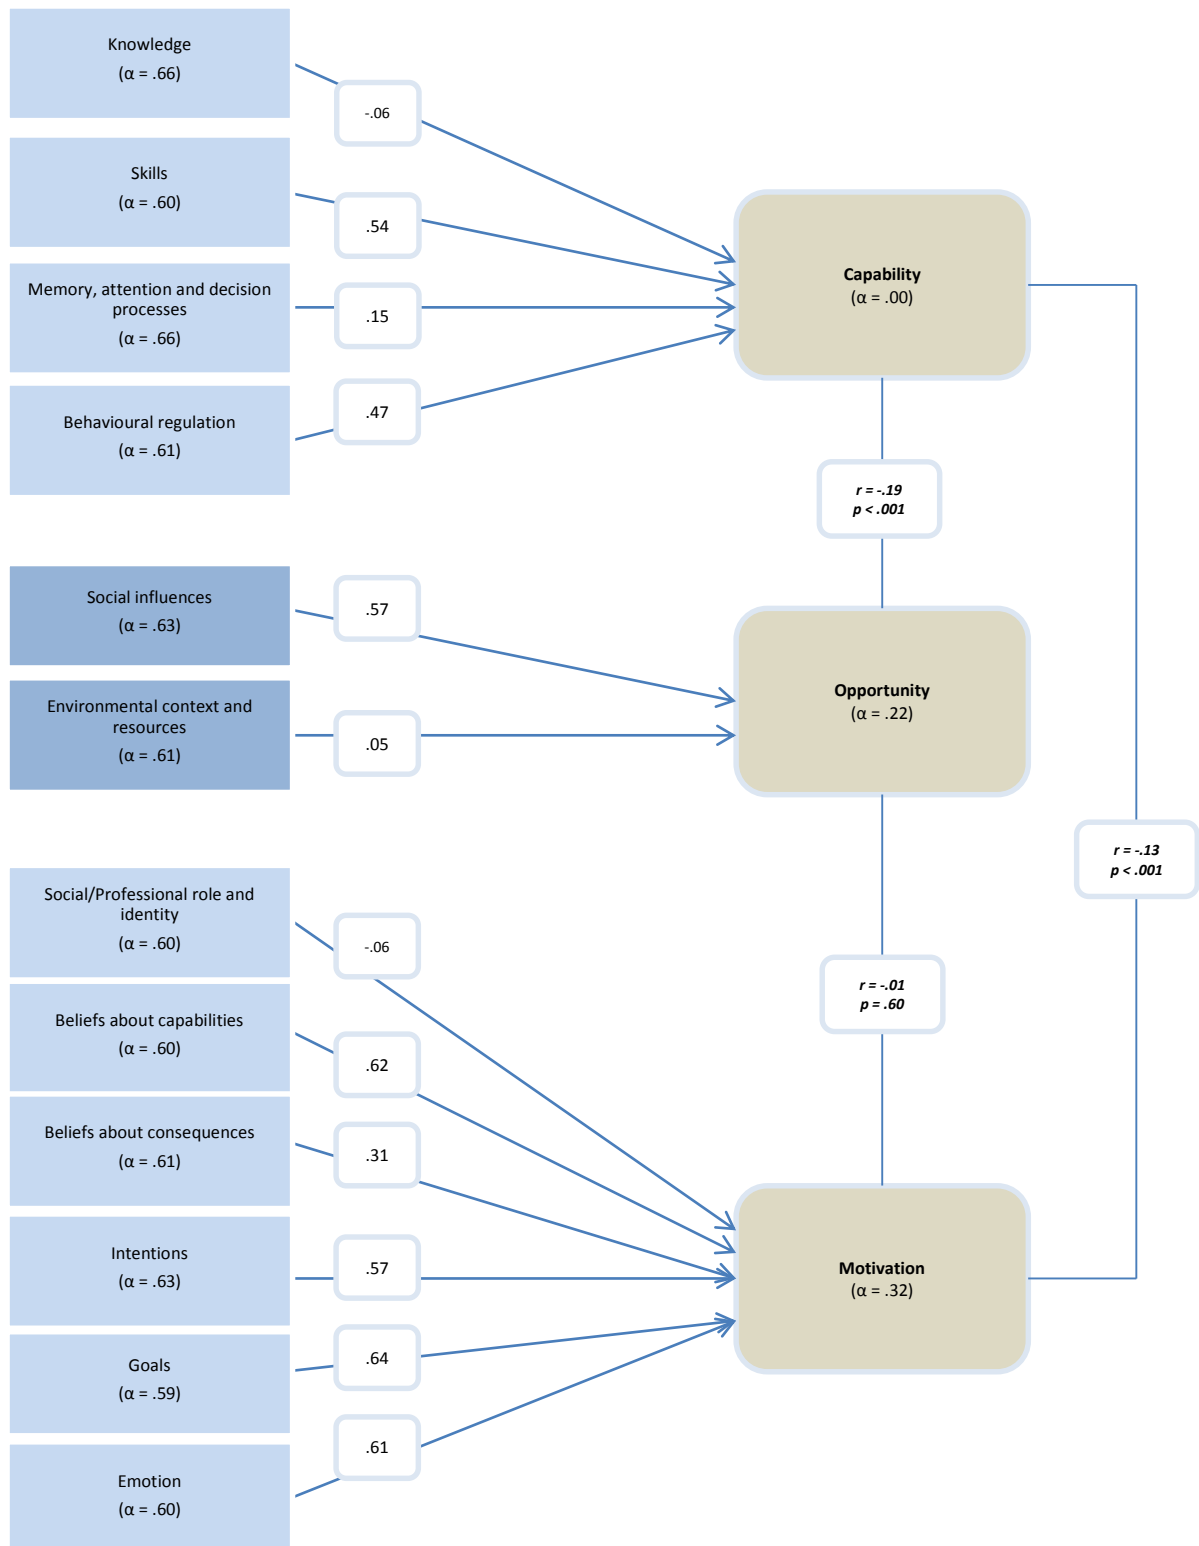 Knowledge
(α = .66)
-.06
Skills
(α = .60)
.54
Memory, attention and decision
processes
(α = .66)
.15
Behavioural regulation
(α = .61)
.47
Capability
(α = .00)
r = -.19
p < .001
Social influences
(α = .63)
.57
Environmental context and
resources
(α = .61)
.05
Opportunity
(α = .22)
r = -.13
p < .001
r = -.01
p = .60
Social/Professional role and
identity
(α = .60)
-.06
Beliefs about capabilities
(α = .60)
.62
Beliefs about consequences
(α = .61)
.31
Intentions
(α = .63)
.57
Goals
(α = .59)
.64
Emotion
(α = .60)
.61
Motivation
(α = .32)